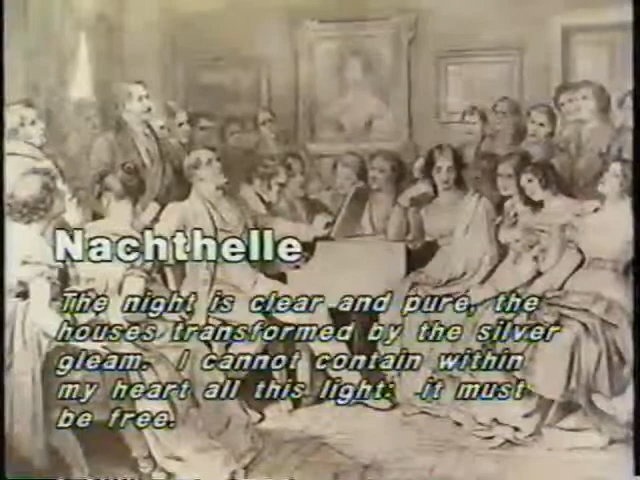 Nachthelle
The night is clear and pure, the
houses transformed by the silver
gleam. I cannot contain within
my heart all this light: it must
be free.